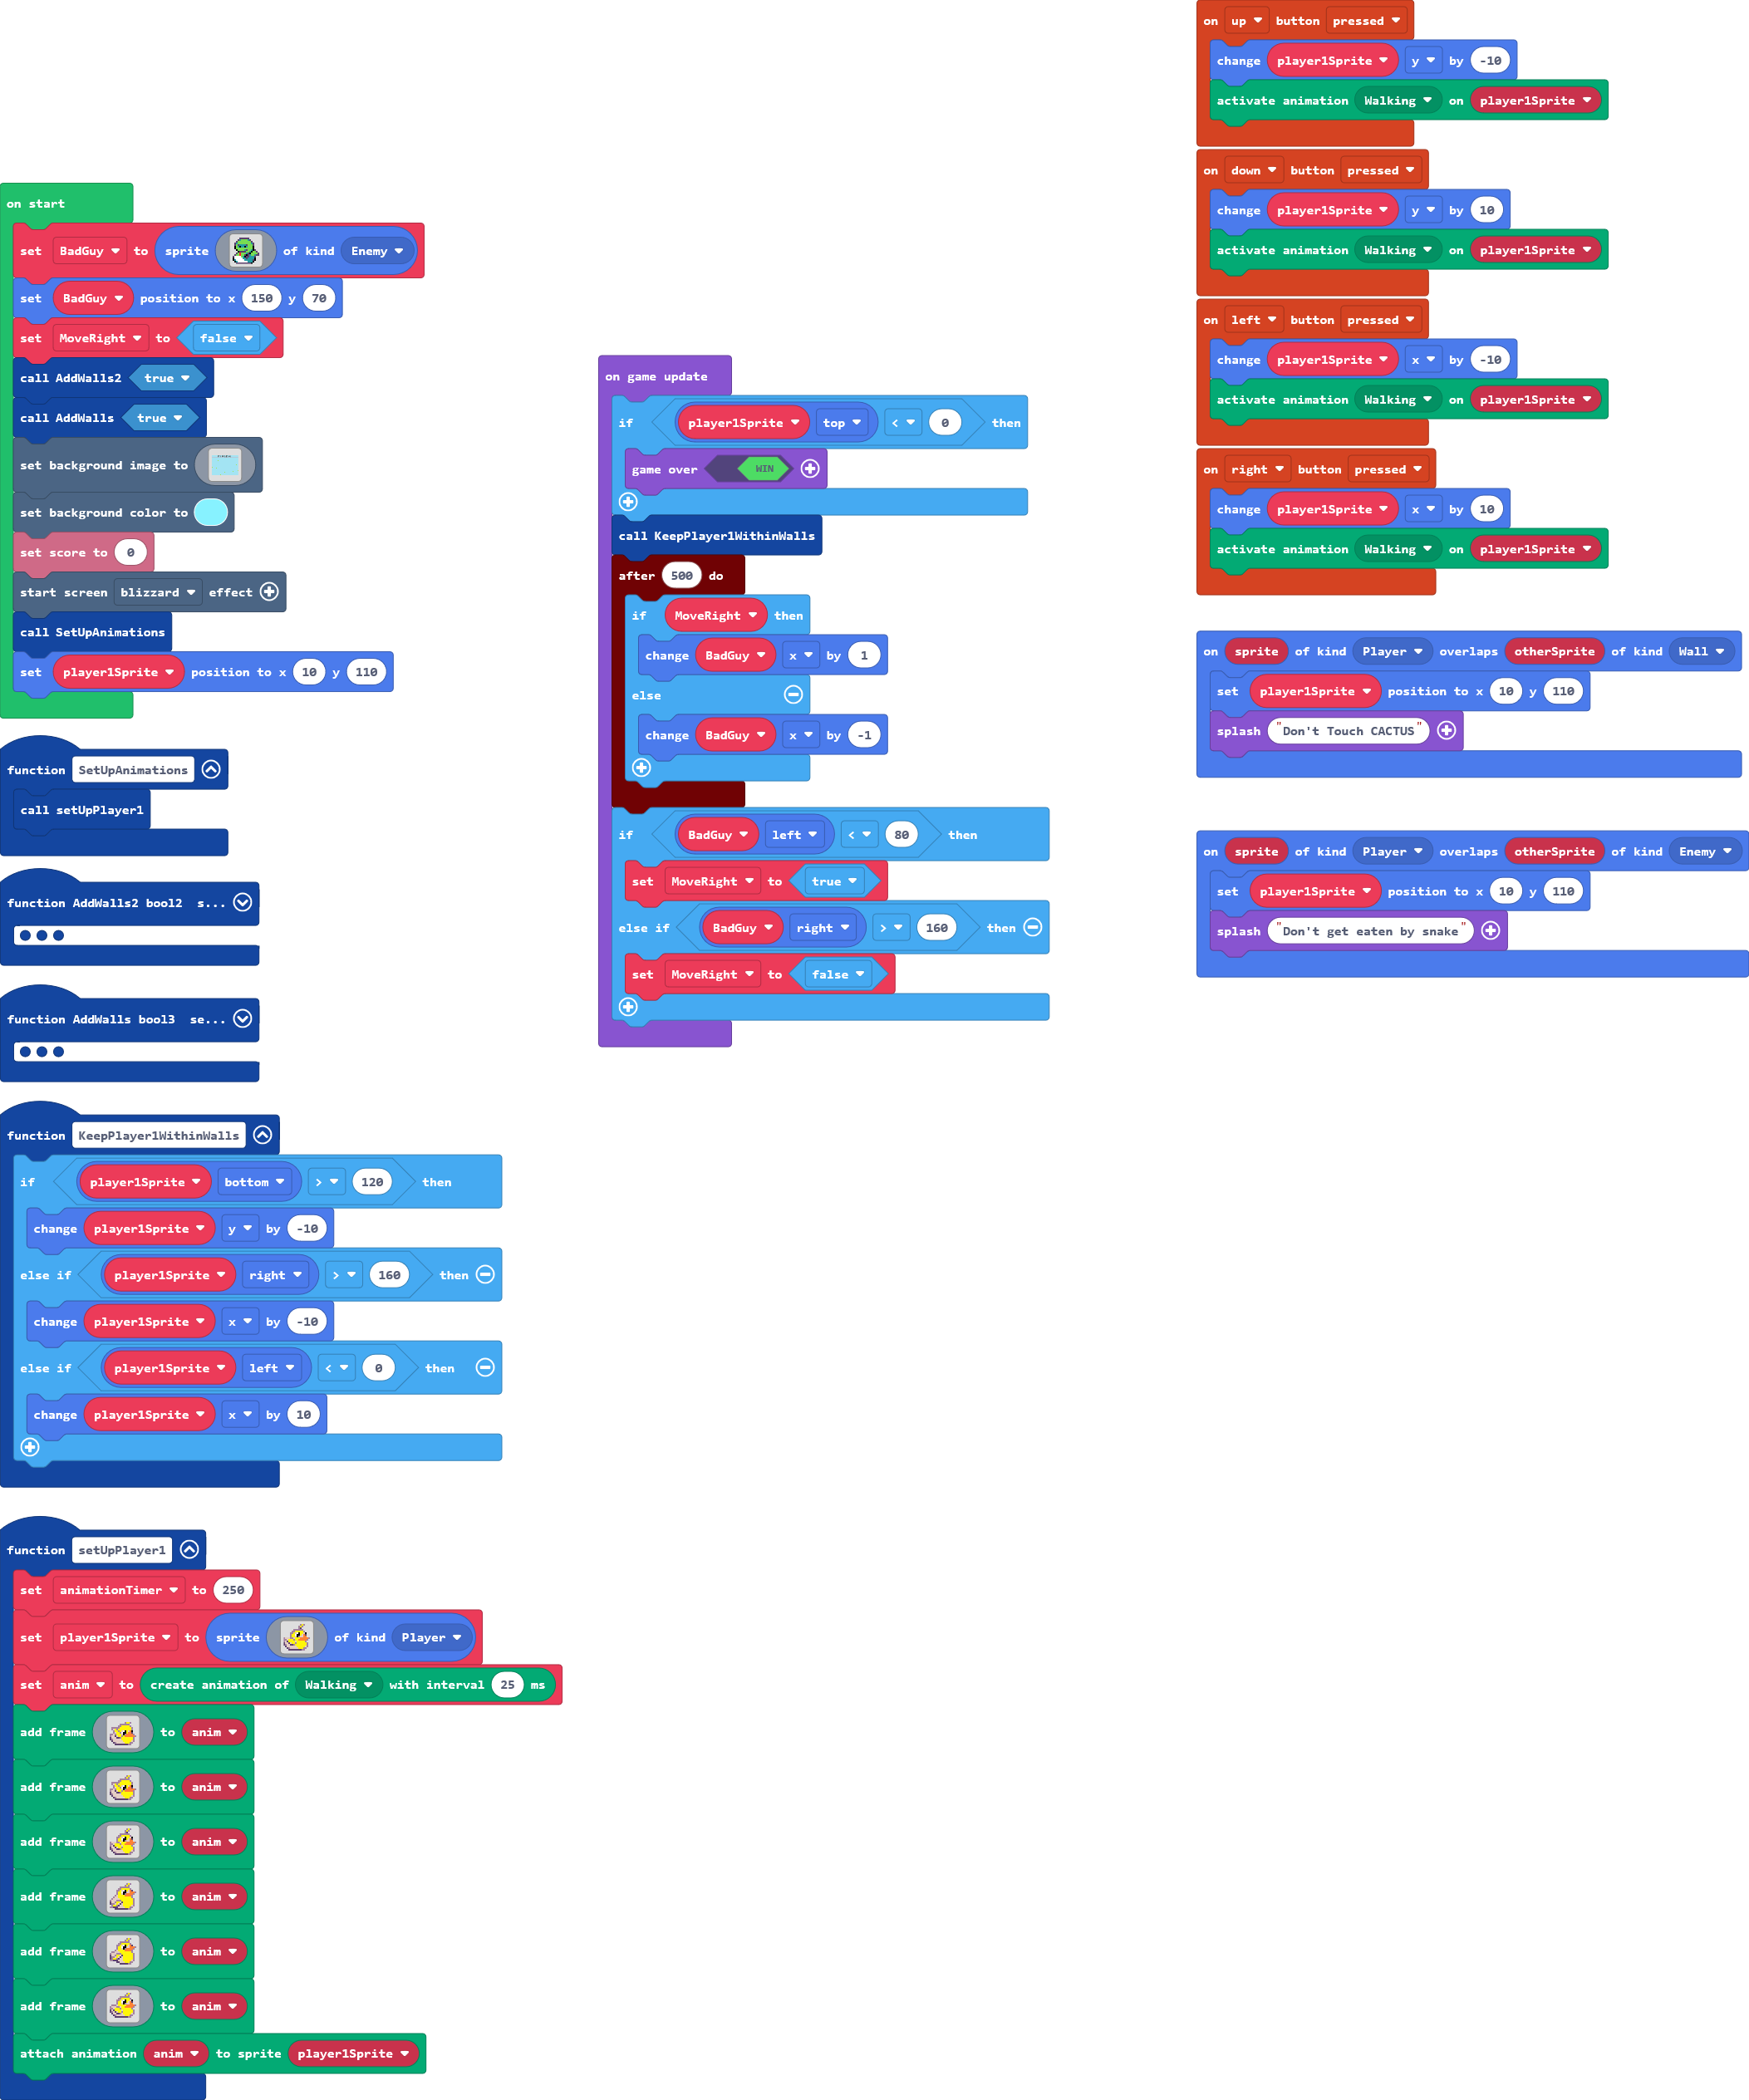 on start
set BadGuy to sprite of kind Enemy
set BadGuy position to x 150 y 70
set MoveRight to false
call AddWalls2 true
call AddWalls true
set background image to
set background color to
set score to 0
start screen blizzard effect
call SetUpAnimations
set player1Sprite position to x 10 y 110
function SetUpAnimations
call setUpPlayer1
function AddWalls2 bool2 s...
function AddWalls bool3 se...
function KeepPlayer1WithinWalls
if player1Sprite bottom > 120 then
change player1Sprite y by -10
else if player1Sprite right > 160 then
change player1Sprite x by -10
else if player1Sprite left < 0 then
change player1Sprite x by 10
function setUpPlayer1
set animationTimer to 250
set player1Sprite to sprite of kind Player
set anim to create animation of Walking with interval 25 ms
add frame to anim
add frame to anim
add frame to anim
add frame to anim
add frame to anim
add frame to anim
attach animation anim to sprite player1Sprite
on game update
if player1Sprite top < 0 then
game over WIN
call KeepPlayer1WithinWalls
after 500 do
if MoveRight then
change BadGuy x by 1
else
change BadGuy x by -1
if BadGuy left < 80 then
set MoveRight to true
else if BadGuy right > 160 then
set MoveRight to false
on up button pressed
change player1Sprite y by -10
activate animation Walking on player1Sprite
on down button pressed
change player1Sprite y by 10
activate animation Walking on player1Sprite
on left button pressed
change player1Sprite x by -10
activate animation Walking on player1Sprite
on right button pressed
change player1Sprite x by 10
activate animation Walking on player1Sprite
on sprite of kind Player overlaps otherSprite of kind Wall
set player1Sprite position to x 10 y 110
splash "Don't Touch CACTUS"
on sprite of kind Player overlaps otherSprite of kind Enemy
set player1Sprite position to x 10 y 110
splash "Don't get eaten by snake"